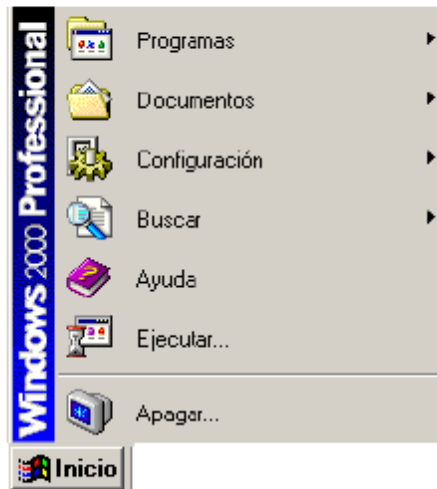 Windows 2000 Professional
Programas
Documentos
Configuración
Buscar
Ayuda
Ejecutar...
Apagar...
Inicio